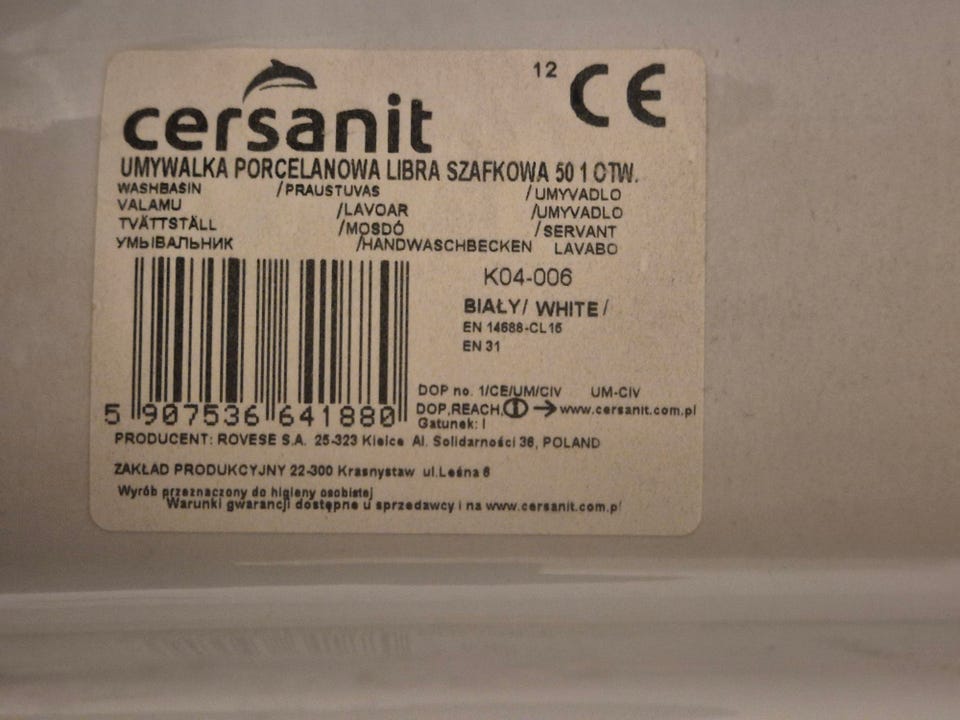 12 CE
cersanit
UMYWALKA PORCELANOWA LIBRA SZAFKOWA 50 1 OTW.
WASHBASIN /PRAUSTUVAS /UMYVADLO
VALAMU /LAVOAR /UMÝVADLO
TVÄTTSTÄLL /MOSDÓ /SERVANT
УМЫВАЛЬНИК /HANDWASCHBECKEN LAVABO
K04-006
BIAŁY/ WHITE/
EN 14688-CL15
EN 31
DOP no. 1/CE/UM/CIV UM-CIV
DOP,REACH, → www.cersanit.com.pl
Gatunek: I
5 907536 641880
PRODUCENT: ROVESE S.A. 25-323 Kielce Al. Solidarności 36, POLAND
ZAKŁAD PRODUKCYJNY 22-300 Krasnystaw ul.Leśna 6
Wyrób przeznaczony do higieny osobistej
Warunki gwarancji dostępne u sprzedawcy i na www.cersanit.com.pl